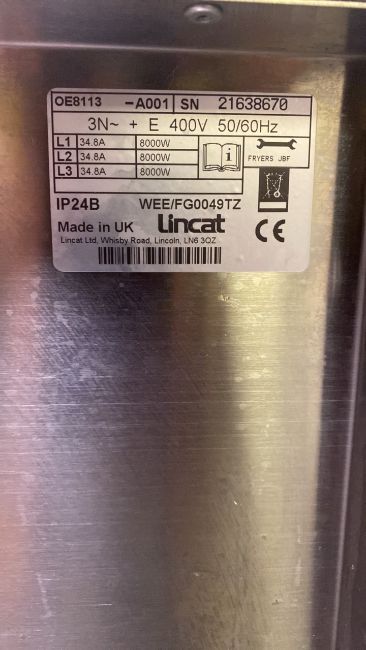 OE8113 -A001 SN 21638670
3N~ + E 400V 50/60Hz
L1 34.8A 8000W
L2 34.8A 8000W
L3 34.8A 8000W
i
FRYERS JBF
IP24B WEE/FG0049TZ
Made in UK Lincat CE
Lincat Ltd, Whisby Road, Lincoln, LN6 3QZ